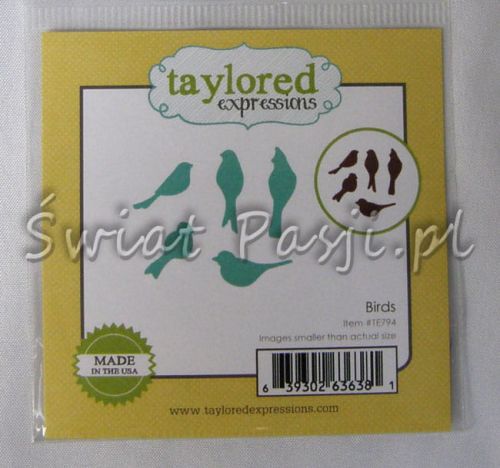 taylored
expressions
Świat Pasji.pl
Birds
Item #TE794
Images smaller than actual size
MADE
IN THE USA
6 39302 63638 1
www.tayloredexpressions.com